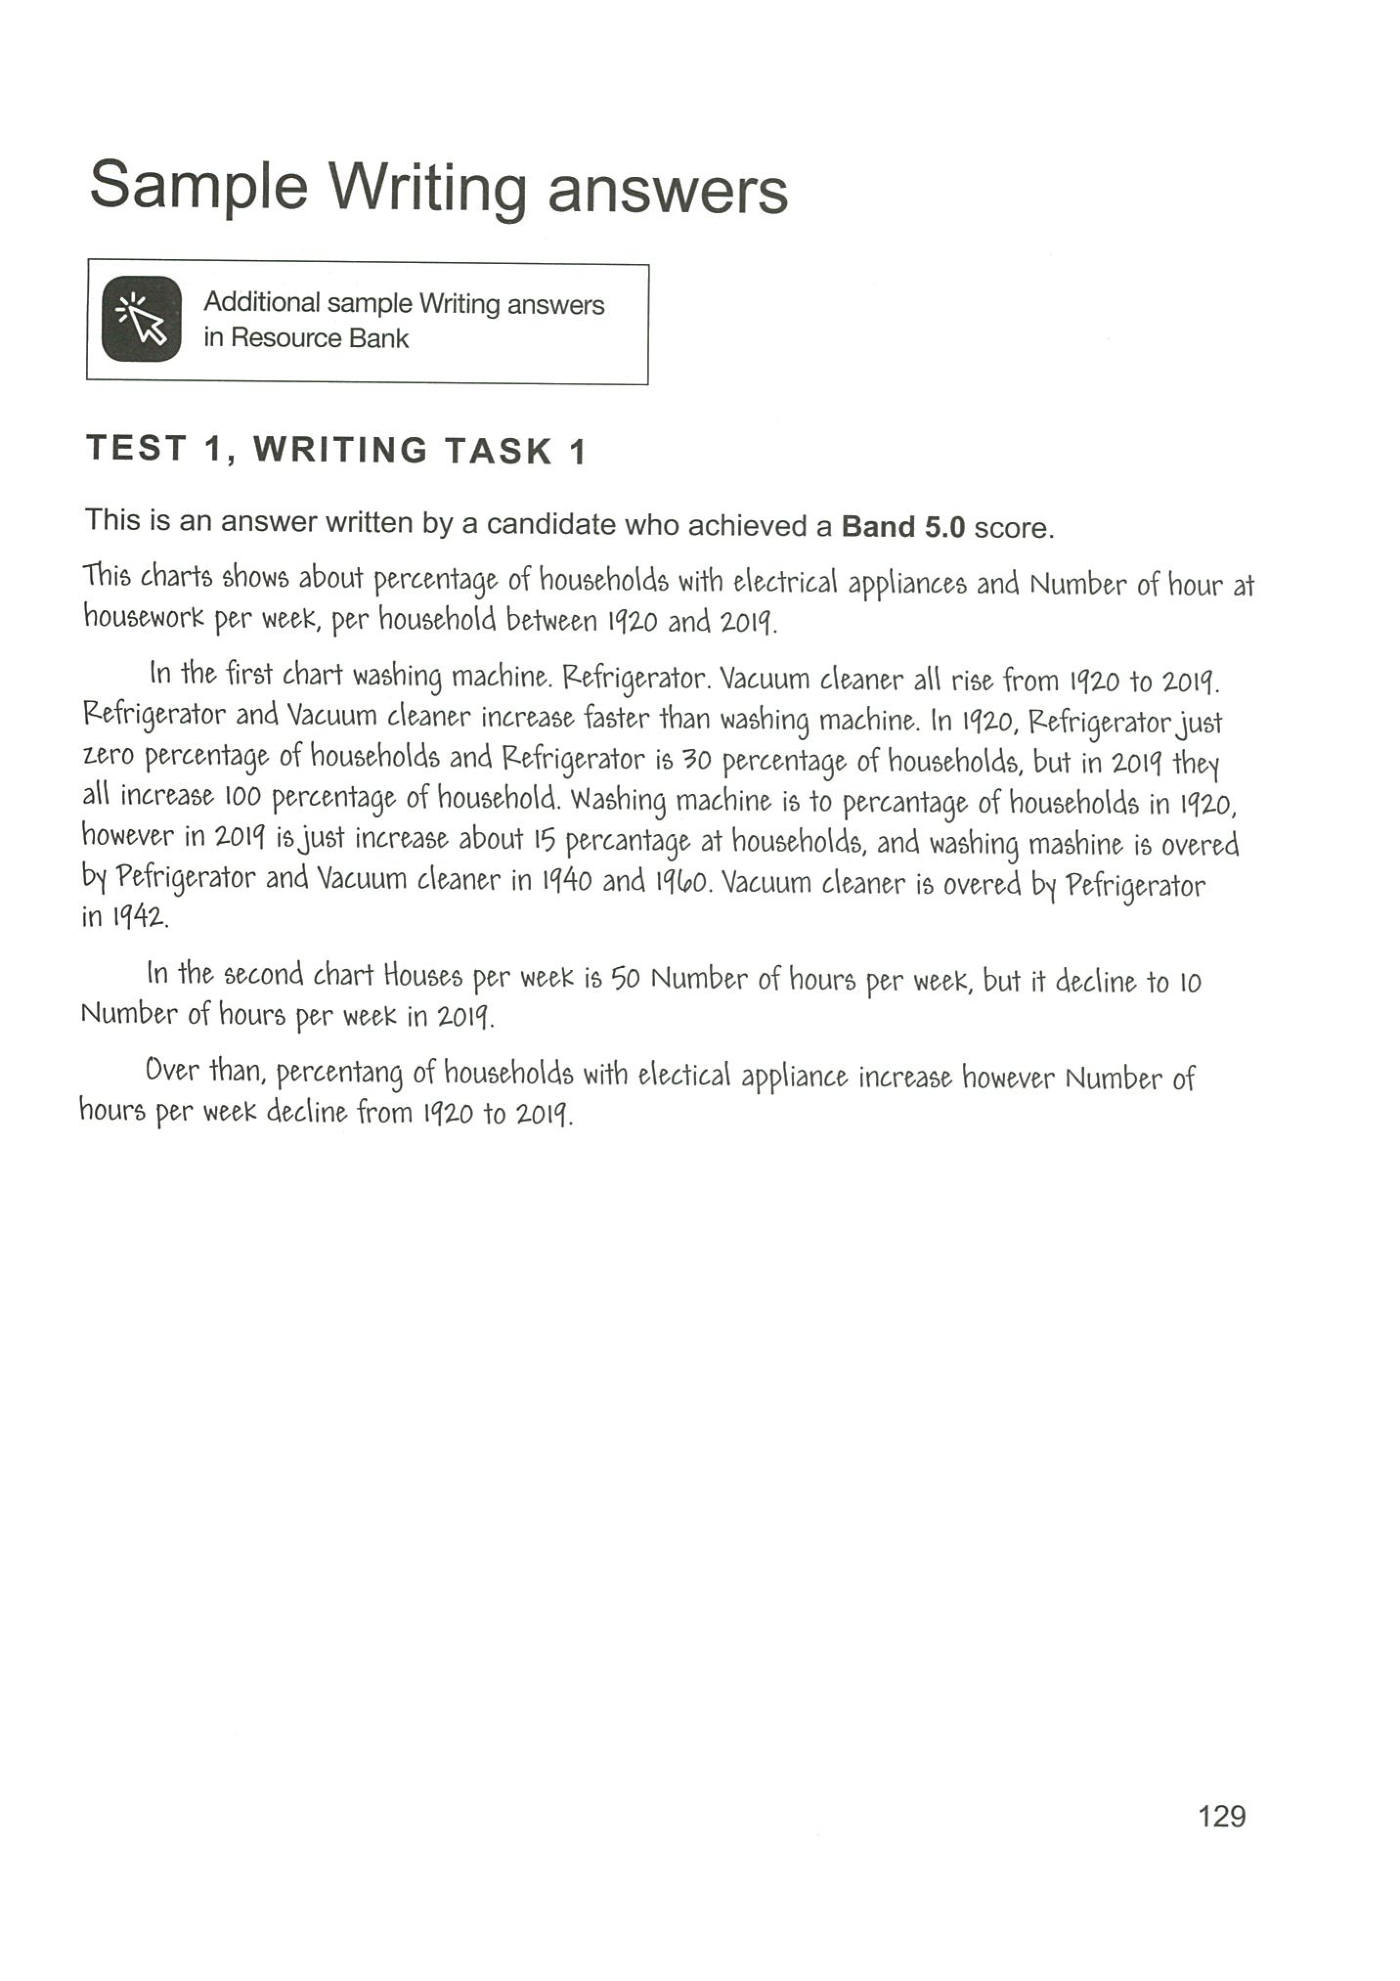 Sample Writing answers
Additional sample Writing answers
in Resource Bank
TEST 1, WRITING TASK 1
This is an answer written by a candidate who achieved a Band 5.0 score.
This charts shows about percentage of households with electrical appliances and Number of hour at
housework per week, per household between 1920 and 2019.
In the first chart washing machine. Refrigerator. Vacuum cleaner all rise from 1920 to 2019.
Refrigerator and Vacuum cleaner increase faster than washing machine. In 1920, Refrigerator just
zero percentage of households and Refrigerator is 30 percentage of households, but in 2019 they
all increase 100 percentage of household. Washing machine is to percantage of households in 1920,
however in 2019 is just increase about 15 percantage at households, and washing mashine is overed
by Pefrigerator and Vacuum cleaner in 1940 and 1960. Vacuum cleaner is overed by Pefrigerator
in 1942.
In the second chart Houses per week is 50 Number of hours per week, but it decline to 10
Number of hours per week in 2019.
Over than, percentang of households with electical appliance increase however Number of
hours per week decline from 1920 to 2019.
129